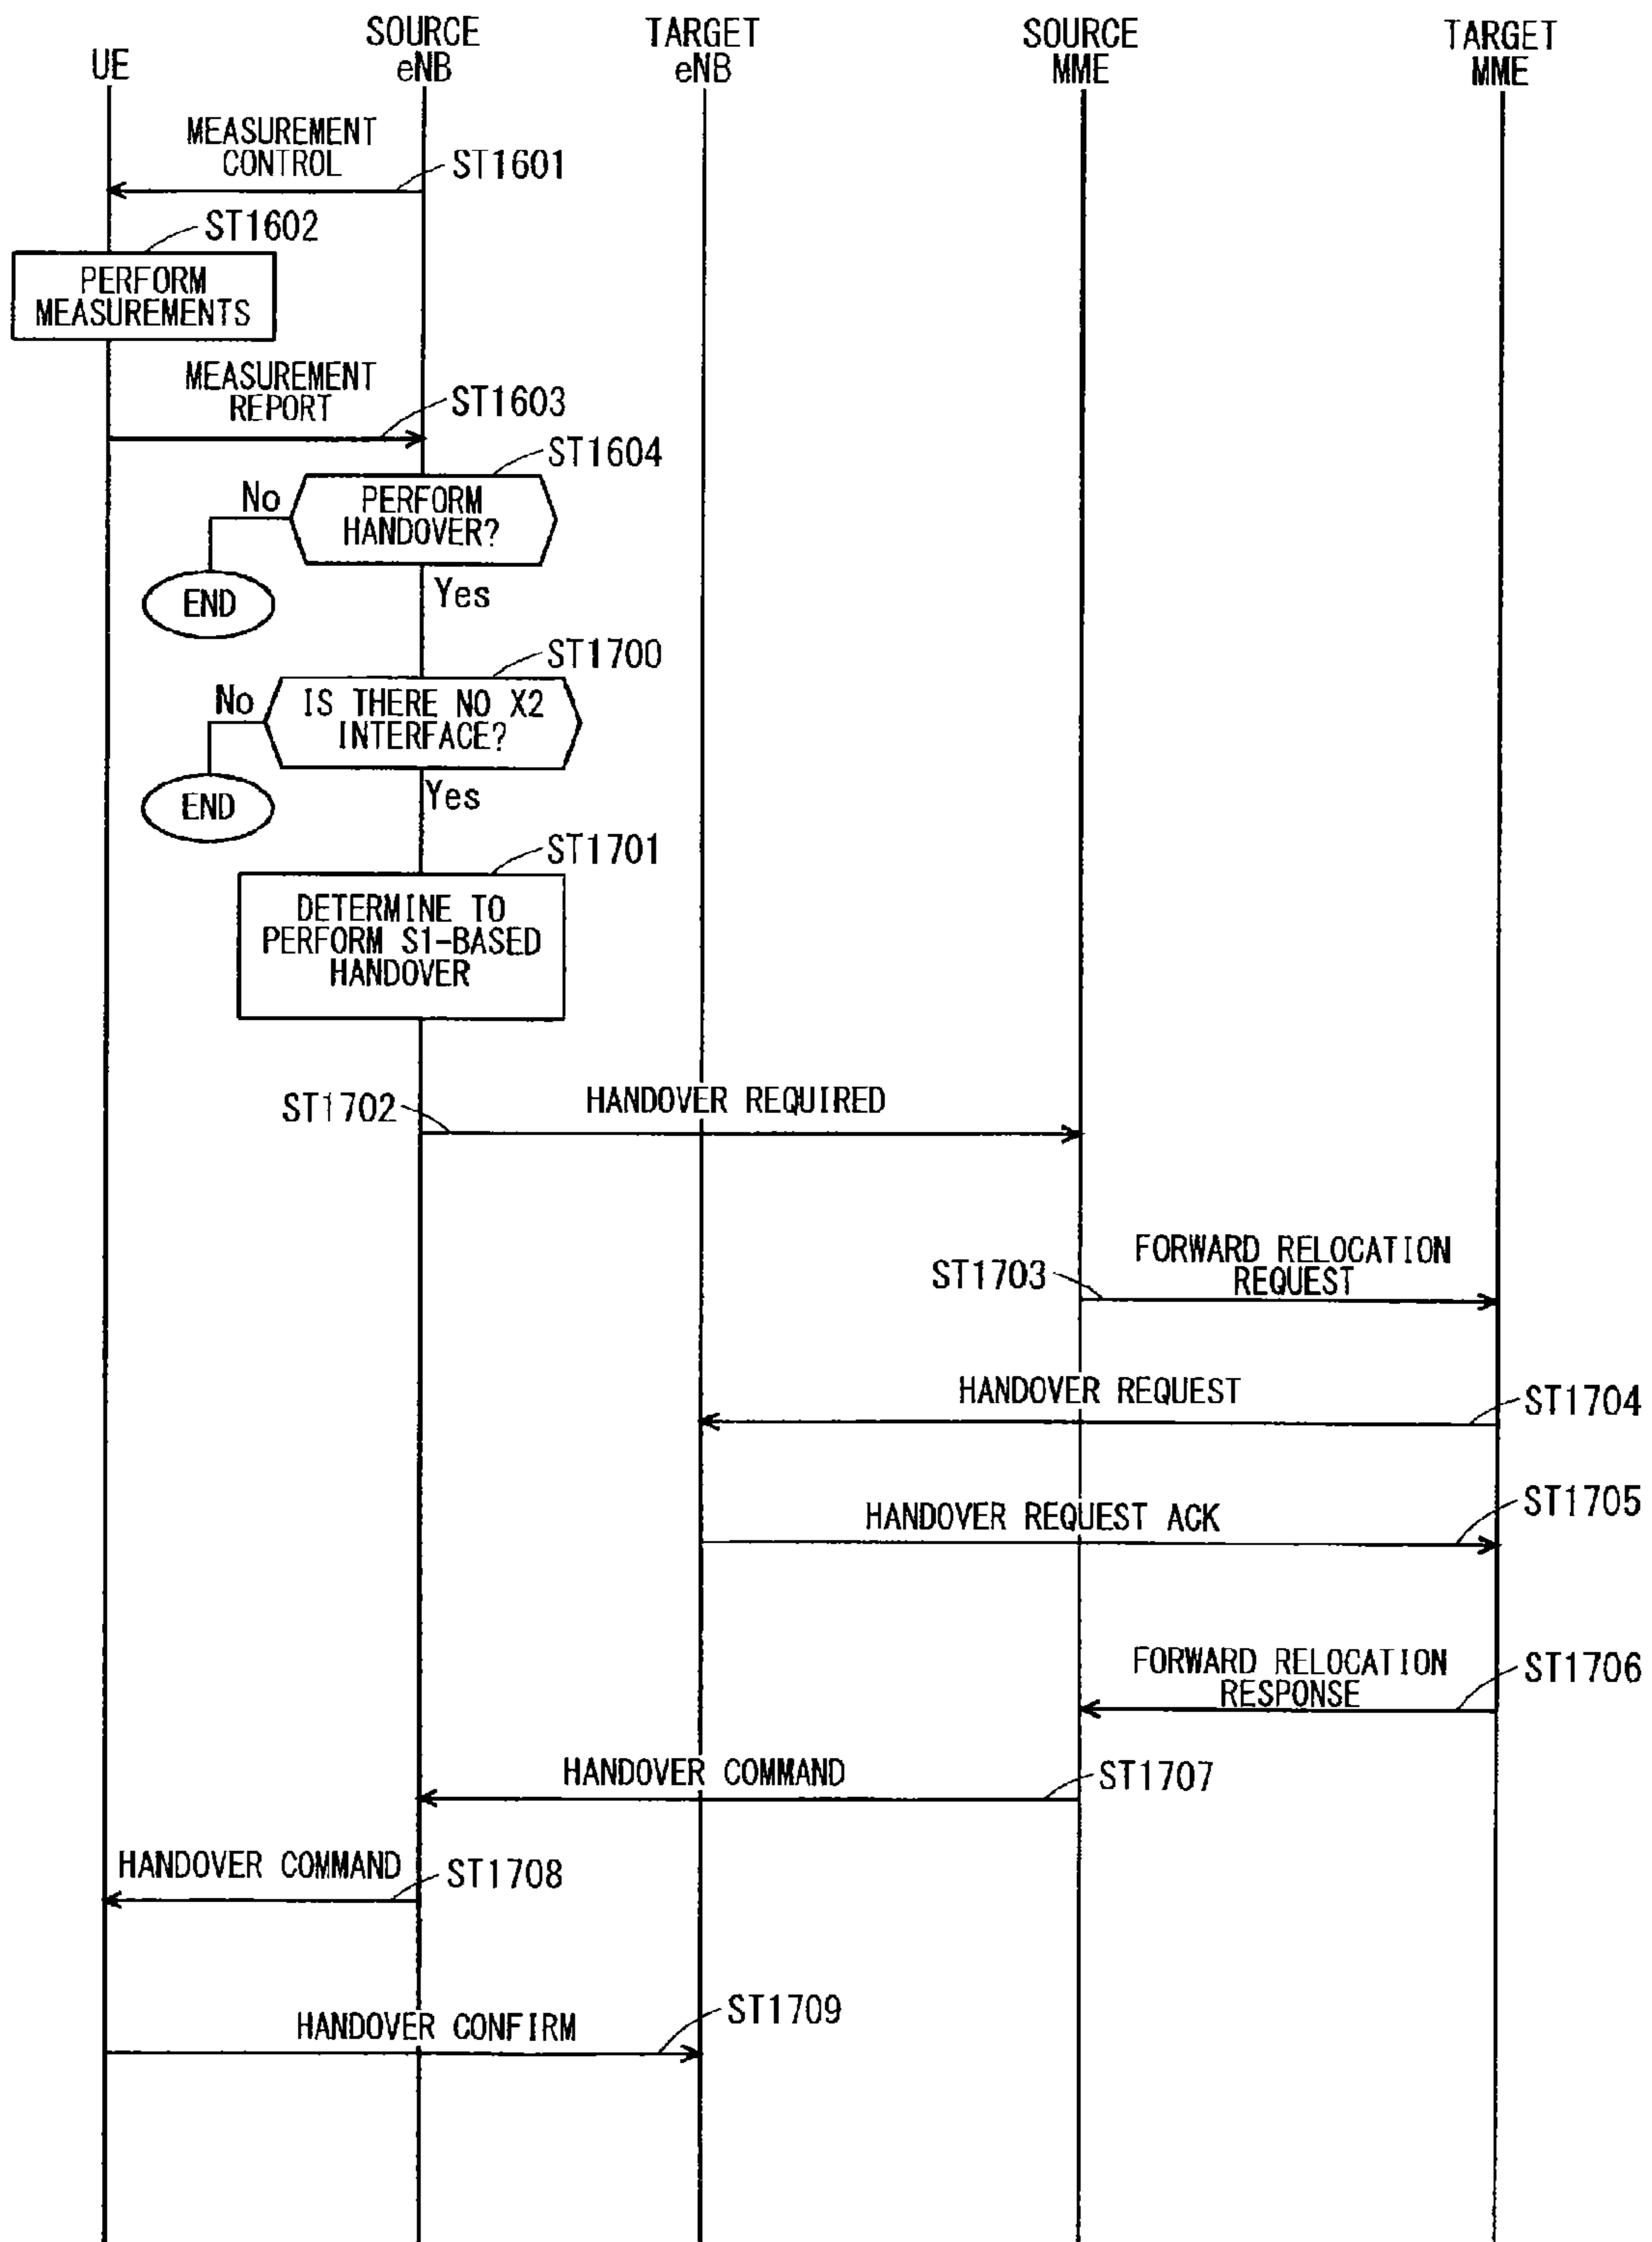 UE
SOURCE
eNB
TARGET
eNB
SOURCE
MME
TARGET
MME
MEASUREMENT
CONTROL
ST1601
ST1602
PERFORM
MEASUREMENTS
MEASUREMENT
REPORT
ST1603
ST1604
No
PERFORM
HANDOVER?
END
Yes
ST1700
No
IS THERE NO X2
INTERFACE?
END
Yes
ST1701
DETERMINE TO
PERFORM S1-BASED
HANDOVER
ST1702
HANDOVER REQUIRED
ST1703
FORWARD RELOCATION
REQUEST
HANDOVER REQUEST
ST1704
HANDOVER REQUEST ACK
ST1705
FORWARD RELOCATION
RESPONSE
ST1706
HANDOVER COMMAND
ST1707
HANDOVER COMMAND
ST1708
HANDOVER CONFIRM
ST1709